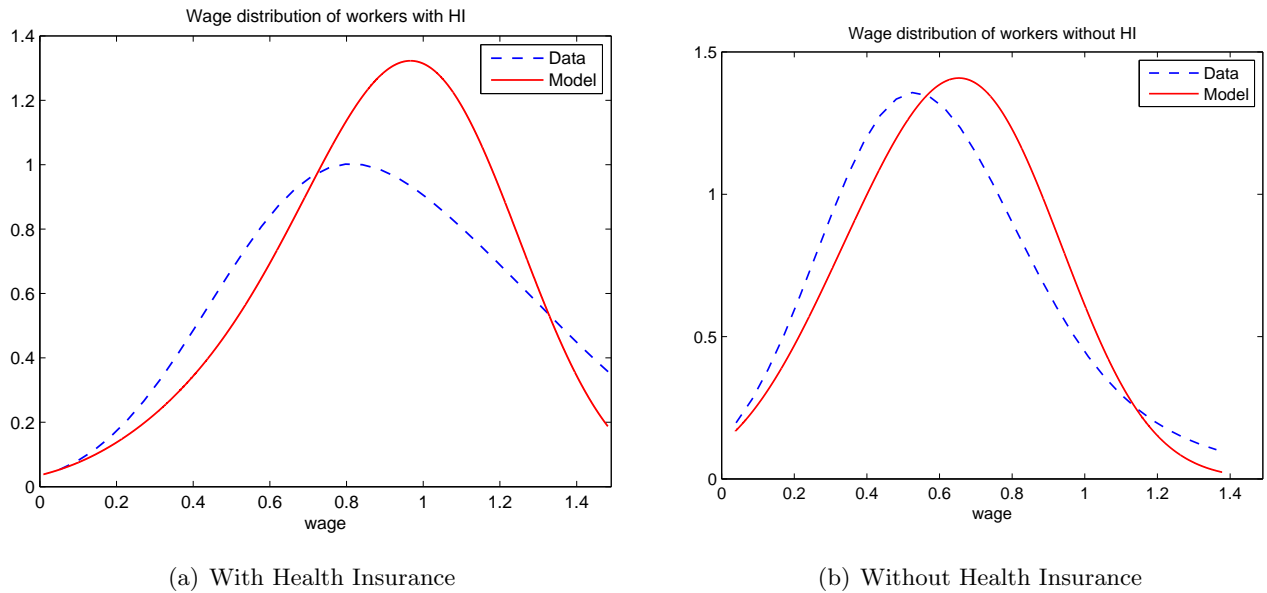 Wage distribution of workers with HI
1.4
1.2
1
0.8
0.6
0.4
0.2
0
0 0.2 0.4 0.6 0.8 1 1.2 1.4
wage
Data
Model
(a) With Health Insurance
Wage distribution of workers without HI
1.5
1
0.5
0
0.2 0.4 0.6 0.8 1 1.2 1.4
wage
Data
Model
(b) Without Health Insurance